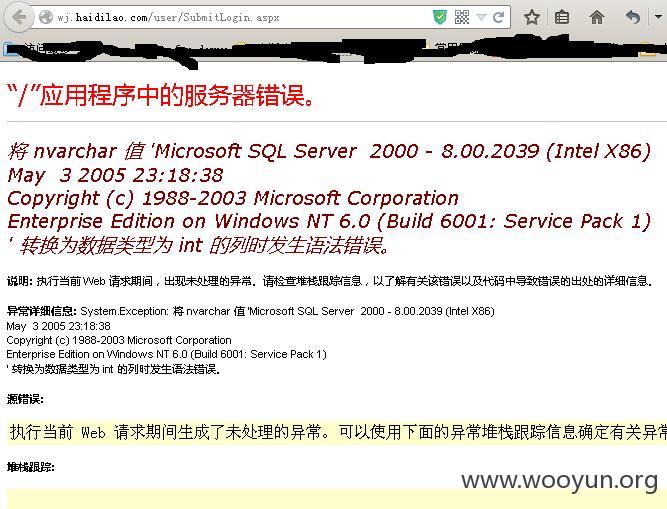 wj.haidilao.com/user/SubmitLogin.aspx
“/”应用程序中的服务器错误。
将 nvarchar 值 'Microsoft SQL Server  2000 - 8.00.2039 (Intel X86)
May  3 2005 23:18:38
Copyright (c) 1988-2003 Microsoft Corporation
Enterprise Edition on Windows NT 6.0 (Build 6001: Service Pack 1)
' 转换为数据类型为 int 的列时发生语法错误。
说明: 执行当前 Web 请求期间，出现未处理的异常。请检查堆栈跟踪信息，以了解有关该错误以及代码中导致错误的出处的详细信息。
异常详细信息: System.Exception: 将 nvarchar 值 'Microsoft SQL Server  2000 - 8.00.2039 (Intel X86)
May  3 2005 23:18:38
Copyright (c) 1988-2003 Microsoft Corporation
Enterprise Edition on Windows NT 6.0 (Build 6001: Service Pack 1)
' 转换为数据类型为 int 的列时发生语法错误。
源错误:
执行当前 Web 请求期间生成了未处理的异常。可以使用下面的异常堆栈跟踪信息确定有关异常
堆栈跟踪:
www.wooyun.org